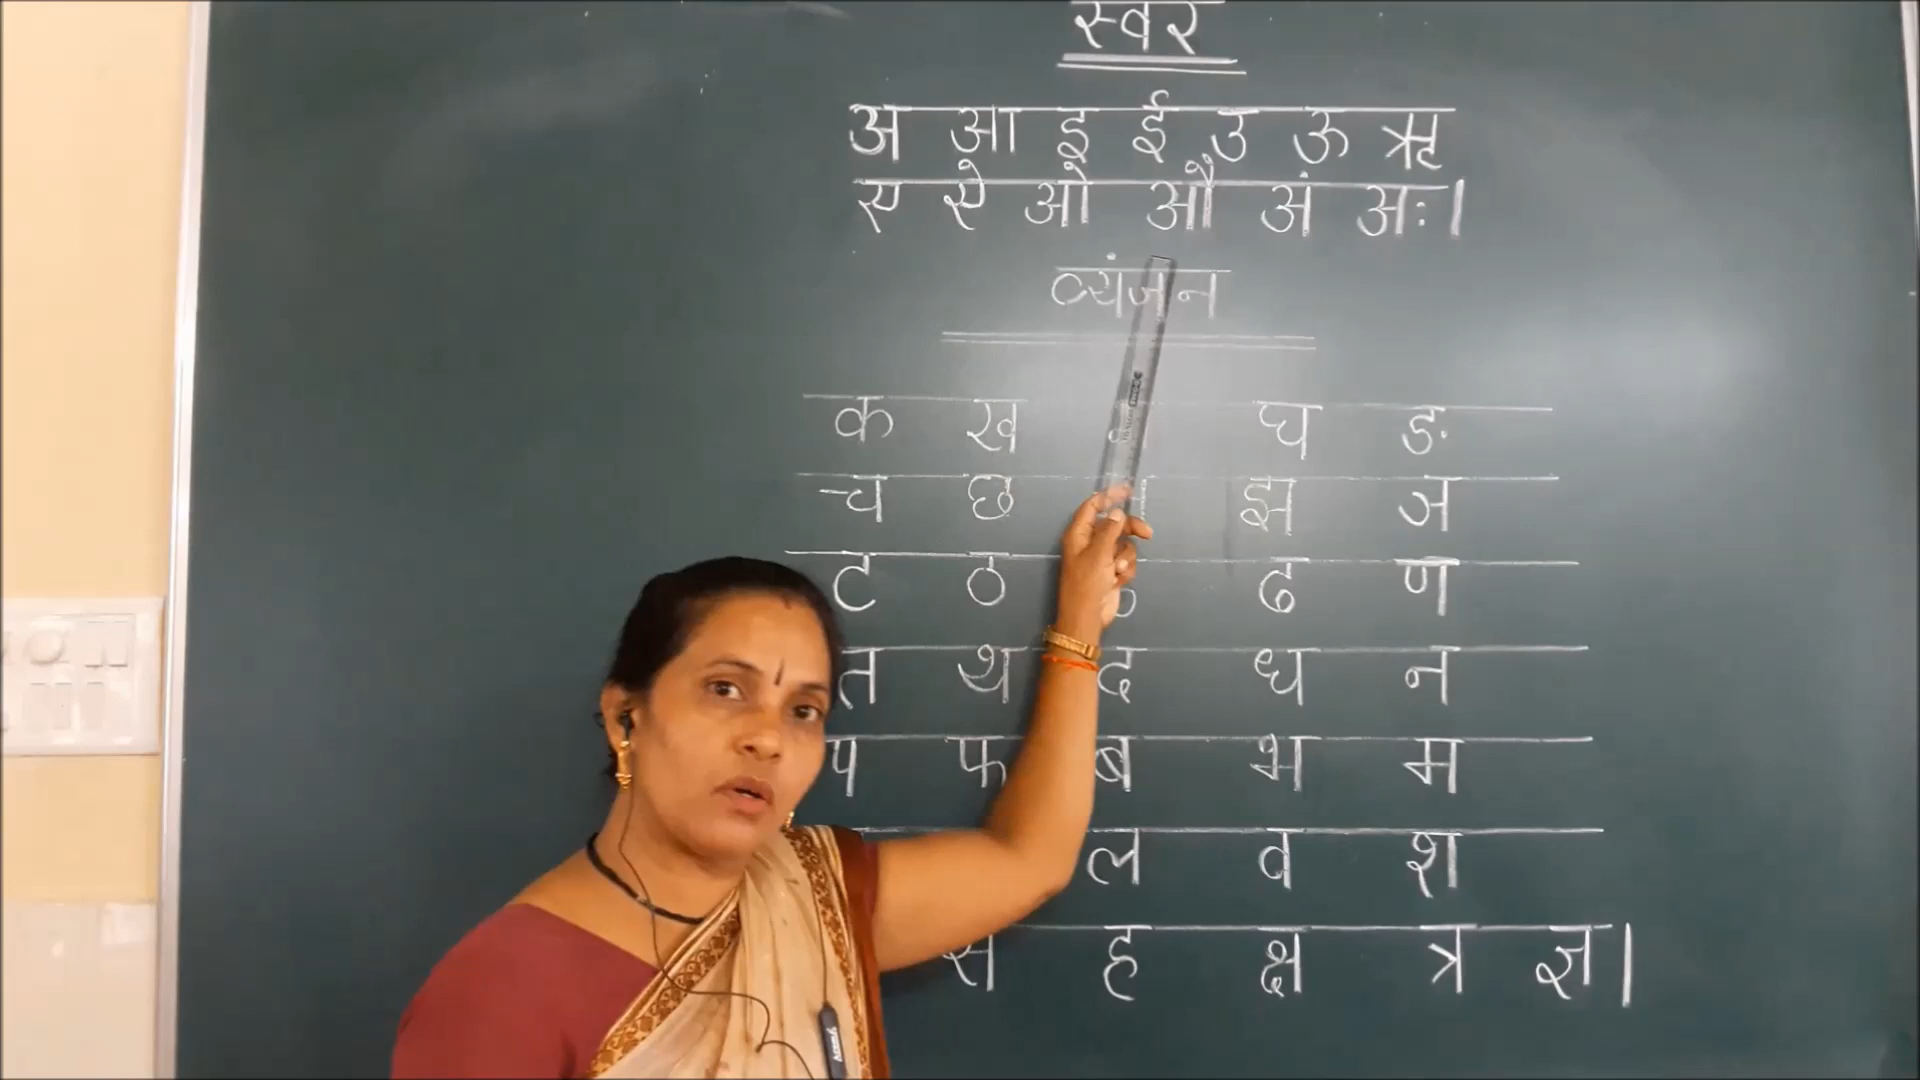 स्वर
अ आ इ ई उ ऊ ऋ
ए ऐ ओ औ अं अः।
व्यंजन
क ख घ ङ
च छ झ ञ
ट ठ ढ ण
त थ द ध न
प फ ब भ म
ल व श
स ह क्ष त्र ज्ञ।